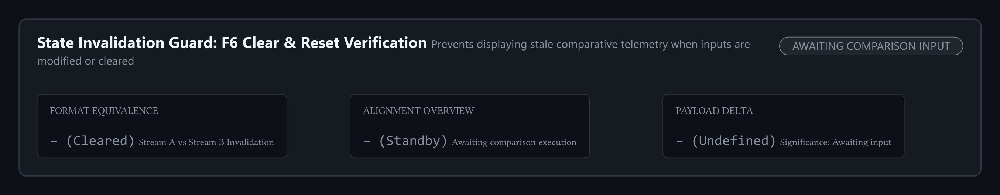 State Invalidation Guard: F6 Clear & Reset Verification Prevents displaying stale comparative telemetry when inputs are
modified or cleared
AWAITING COMPARISON INPUT
FORMAT EQUIVALENCE
– (Cleared) Stream A vs Stream B Invalidation
ALIGNMENT OVERVIEW
– (Standby) Awaiting comparison execution
PAYLOAD DELTA
– (Undefined) Significance: Awaiting input